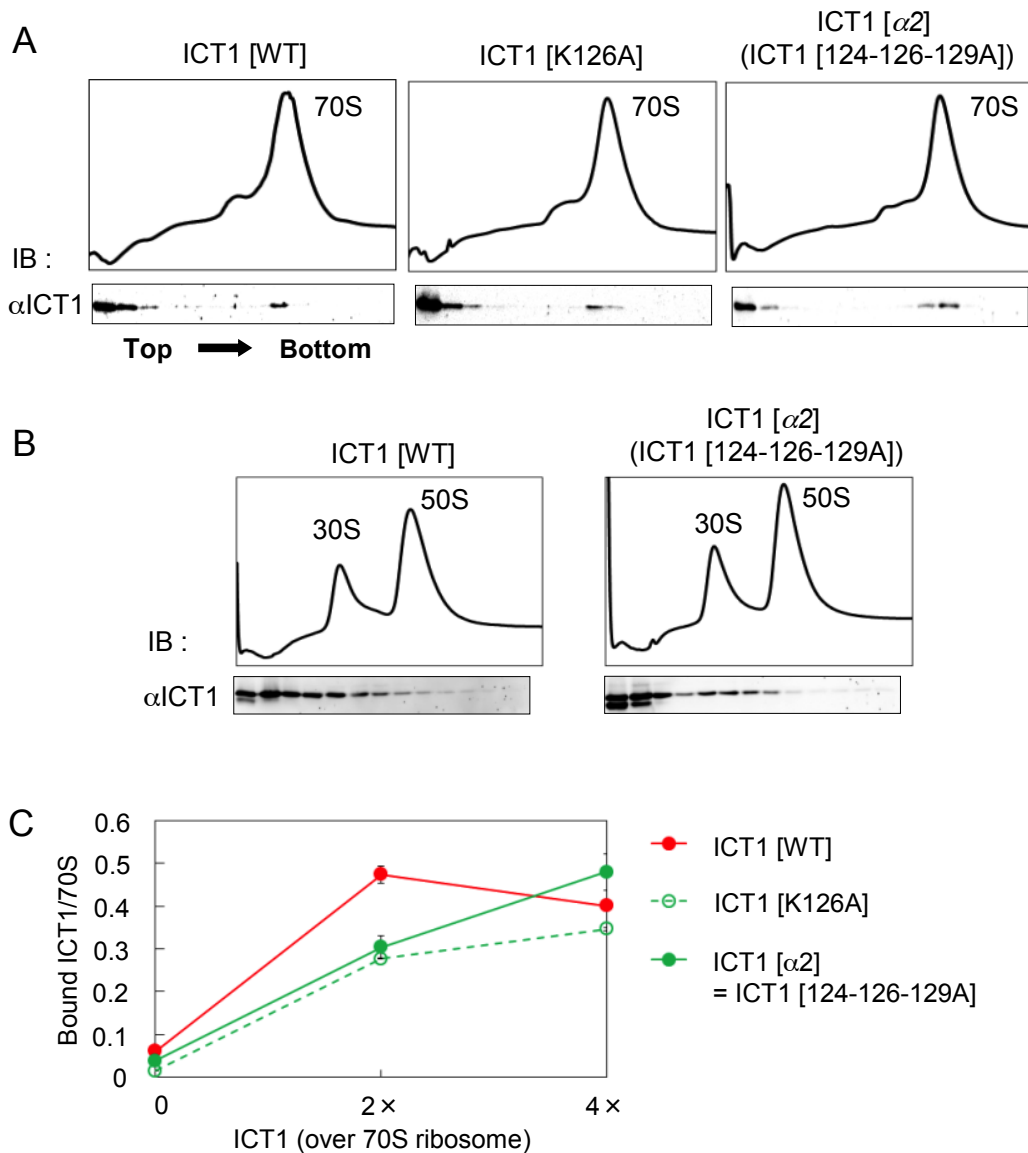 A
ICT1 [WT]
ICT1 [K126A]
ICT1 [α2]
(ICT1 [124-126-129A])
70S
70S
70S
IB :
αICT1
Top
Bottom
B
ICT1 [WT]
ICT1 [α2]
(ICT1 [124-126-129A])
30S
50S
30S
50S
IB :
αICT1
C
0.6
0.5
0.4
0.3
0.2
0.1
0
Bound ICT1/70S
0
2×
4×
ICT1 (over 70S ribosome)
ICT1 [WT]
ICT1 [K126A]
ICT1 [α2]
= ICT1 [124-126-129A]